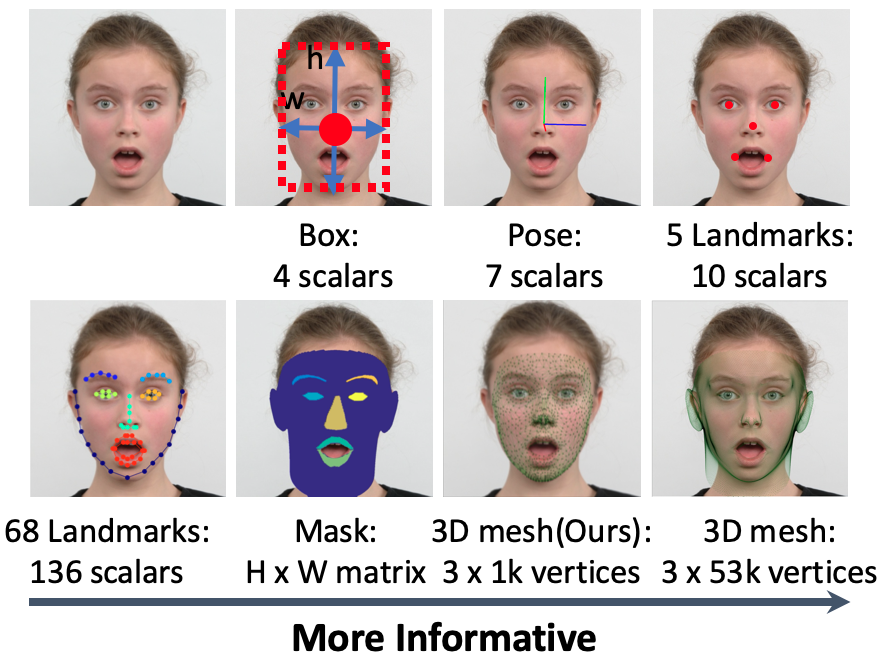 h
w
Box:
4 scalars
Pose:
7 scalars
5 Landmarks:
10 scalars
68 Landmarks:
136 scalars
Mask:
H x W matrix
3D mesh(Ours):
3 x 1k vertices
3D mesh:
3 x 53k vertices
More Informative